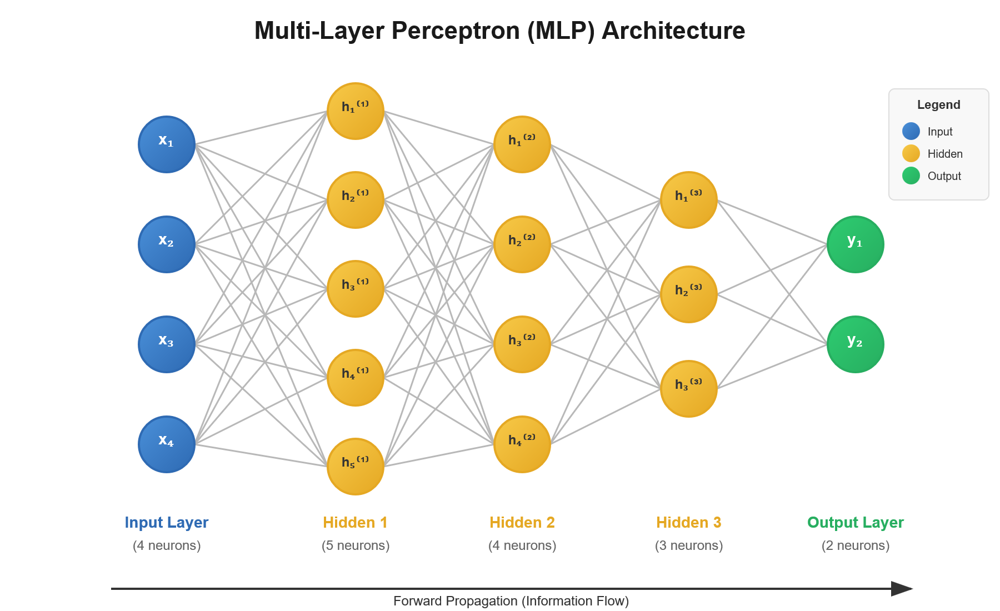 Multi-Layer Perceptron (MLP) Architecture
x₁
x₂
x₃
x₄
h₁⁽¹⁾
h₂⁽¹⁾
h₃⁽¹⁾
h₄⁽¹⁾
h₅⁽¹⁾
h₁⁽²⁾
h₂⁽²⁾
h₃⁽²⁾
h₄⁽²⁾
h₁⁽³⁾
h₂⁽³⁾
h₃⁽³⁾
y₁
y₂
Legend
Input
Hidden
Output
Input Layer
(4 neurons)
Hidden 1
(5 neurons)
Hidden 2
(4 neurons)
Hidden 3
(3 neurons)
Output Layer
(2 neurons)
Forward Propagation (Information Flow)